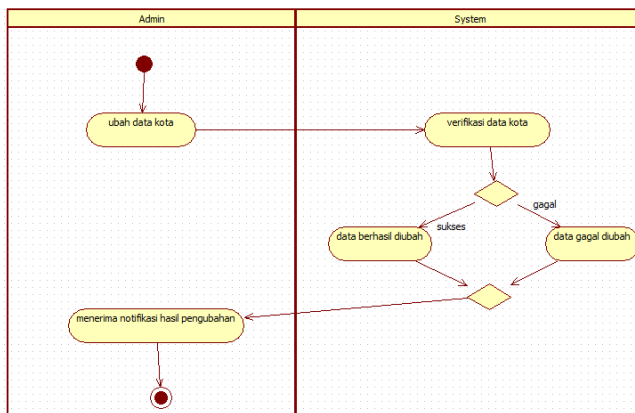 Admin
System
ubah data kota
verifikasi data kota
gagal
sukses
data berhasil diubah
data gagal diubah
menerima notifikasi hasil pengubahan